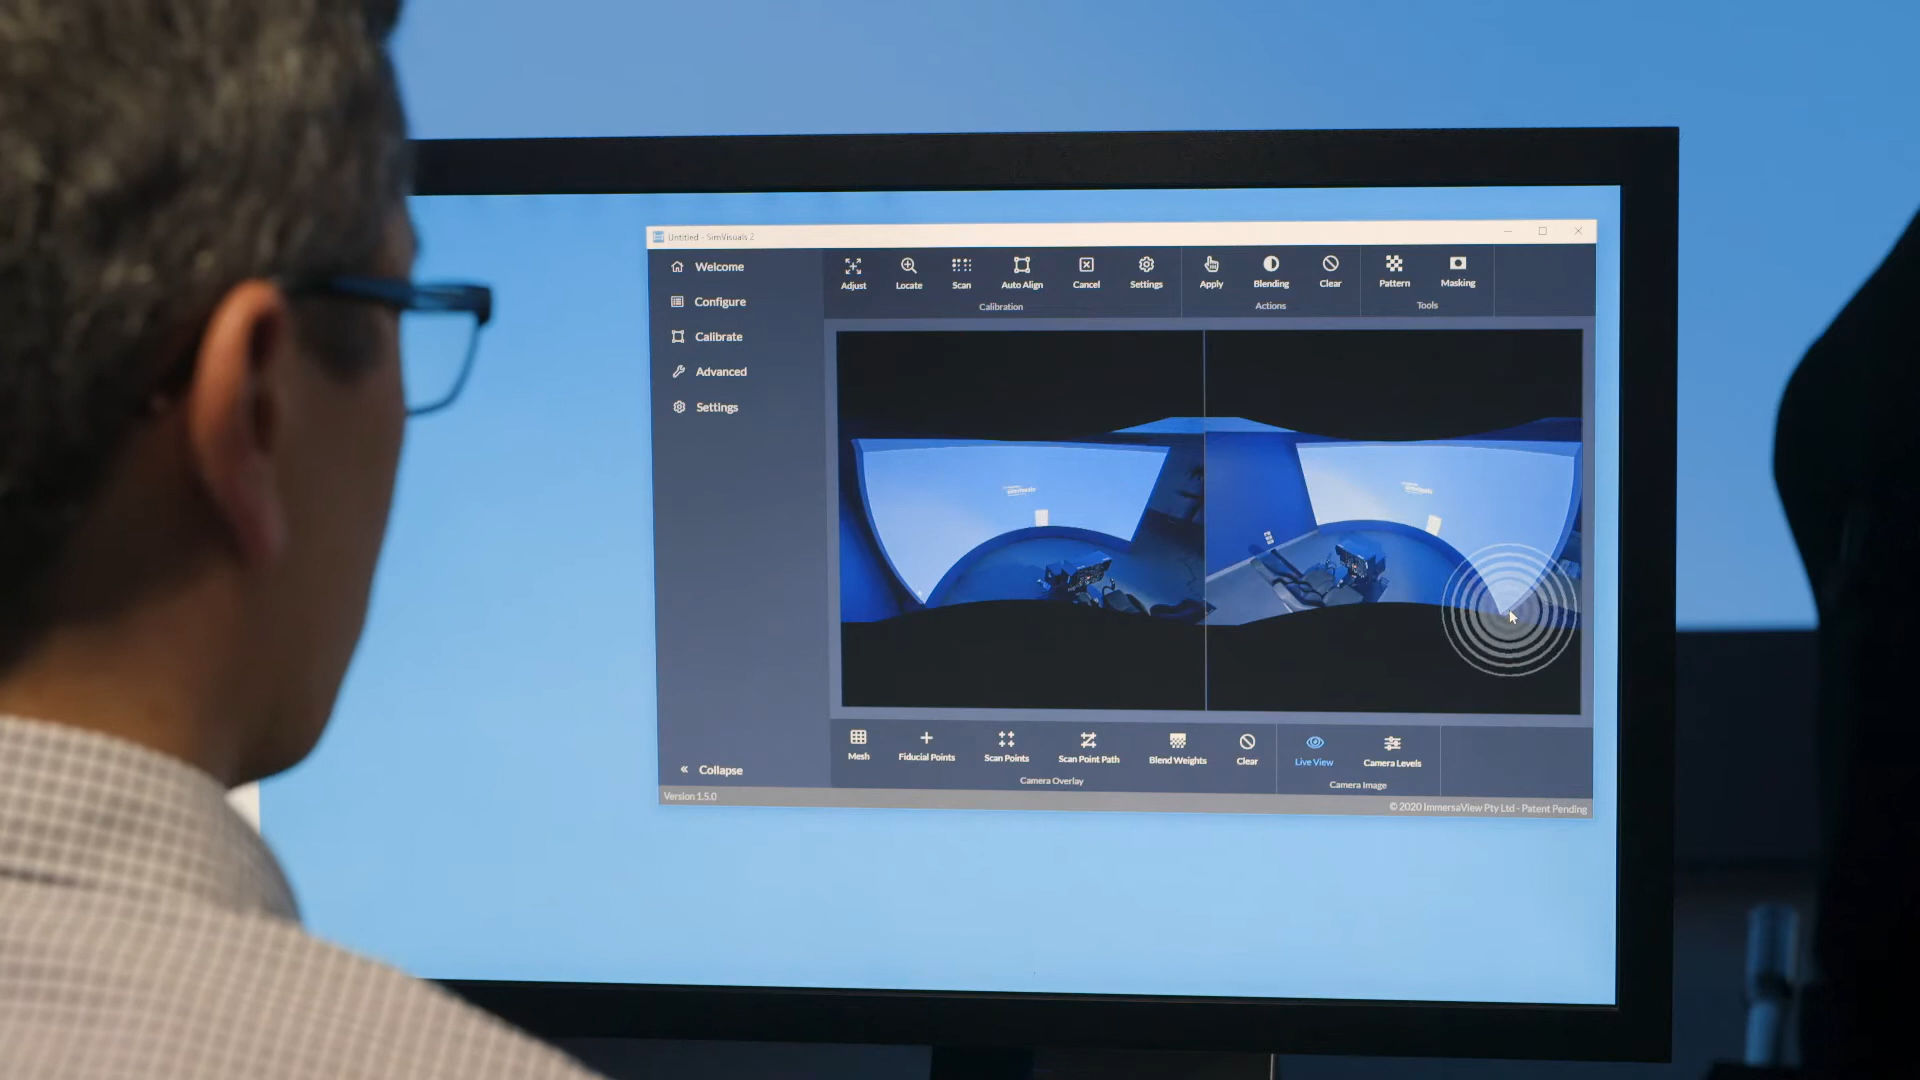 Untitled - SimVisuals 2
Welcome
Configure
Calibrate
Advanced
Settings
Collapse
Adjust Locate Scan Auto Align Cancel Settings
Calibration
Apply Blending Clear
Actions
Pattern Masking
Tools
Mesh Fiducial Points Scan Points Scan Point Path Blend Weights Clear
Camera Overlay
Live View Camera Levels
Camera Image
Version 1.5.0
© 2020 ImmersaView Pty Ltd - Patent Pending